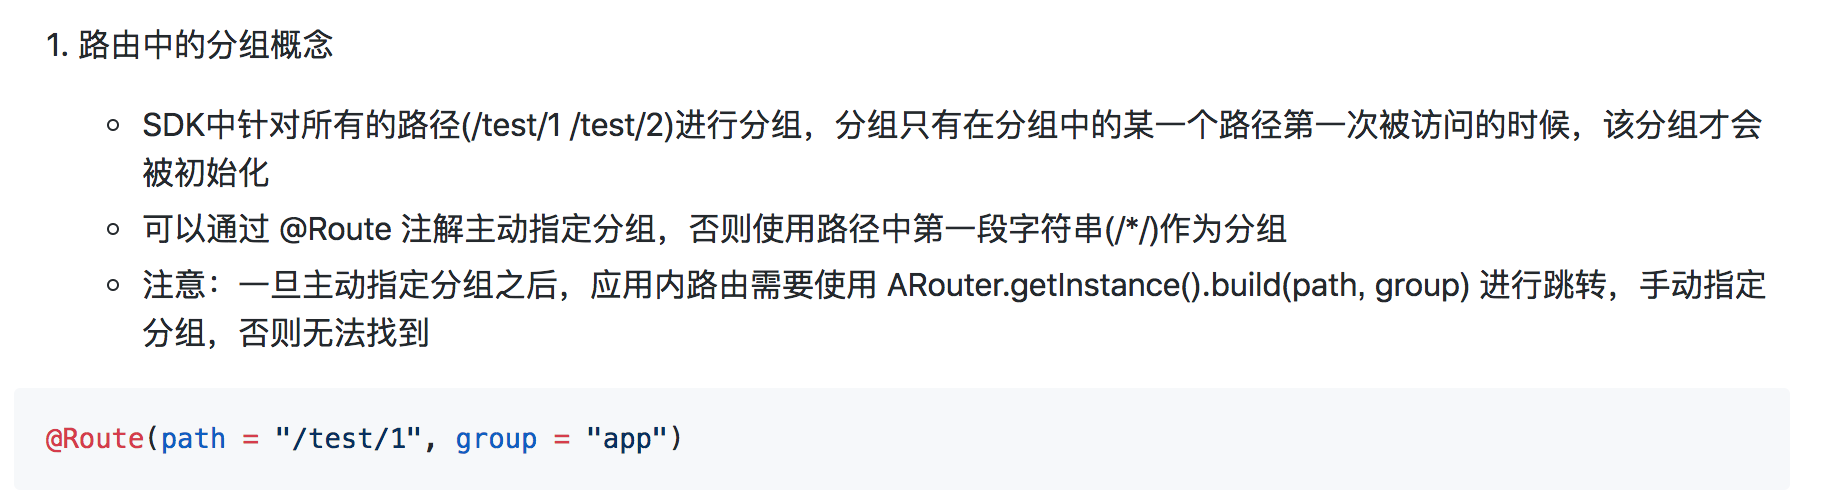 1. 路由中的分组概念
SDK中针对所有的路径(/test/1 /test/2)进行分组，分组只有在分组中的某一个路径第一次被访问的时候，该分组才会
被初始化
可以通过 @Route 注解主动指定分组，否则使用路径中第一段字符串(/*/)作为分组
注意：一旦主动指定分组之后，应用内路由需要使用 ARouter.getInstance().build(path, group) 进行跳转，手动指定
分组，否则无法找到
@Route(path = "/test/1", group = "app")